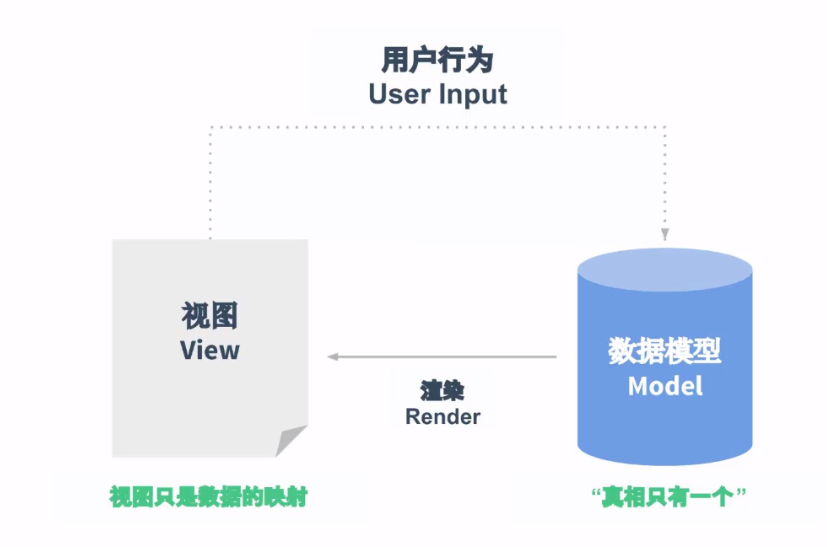 用户行为
User Input
视图
View
数据模型
Model
渲染
Render
视图只是数据的映射
“真相只有一个”